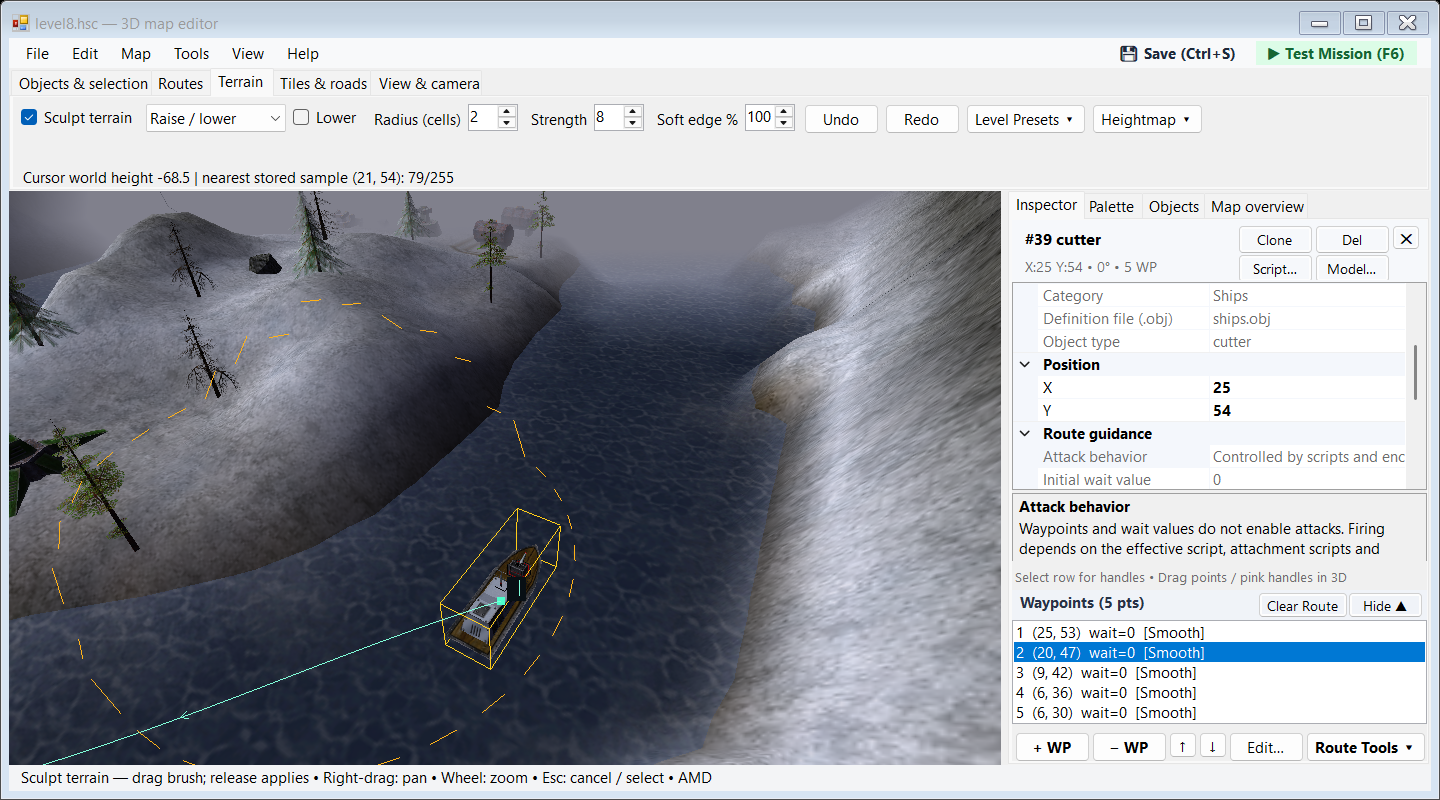 level8.hsc — 3D map editor
File Edit Map Tools View Help
Save (Ctrl+S) Test Mission (F6)
Objects & selection Routes Terrain Tiles & roads View & camera
Sculpt terrain Raise / lower Lower Radius (cells) 2 Strength 8 Soft edge % 100 Undo Redo Level Presets Heightmap
Cursor world height -68.5 | nearest stored sample (21, 54): 79/255
Inspector Palette Objects Map overview
#39 cutter Clone Del
X:25 Y:54 • 0° • 5 WP Script... Model...
Category Ships
Definition file (.obj) ships.obj
Object type cutter
Position
X 25
Y 54
Route guidance
Attack behavior Controlled by scripts and enc
Initial wait value 0
Attack behavior
Waypoints and wait values do not enable attacks. Firing
depends on the effective script, attachment scripts and
Select row for handles • Drag points / pink handles in 3D
Waypoints (5 pts) Clear Route Hide ▲
1 (25, 53) wait=0 [Smooth]
2 (20, 47) wait=0 [Smooth]
3 (9, 42) wait=0 [Smooth]
4 (6, 36) wait=0 [Smooth]
5 (6, 30) wait=0 [Smooth]
+ WP − WP ↑ ↓ Edit... Route Tools
Sculpt terrain — drag brush; release applies • Right-drag: pan • Wheel: zoom • Esc: cancel / select • AMD